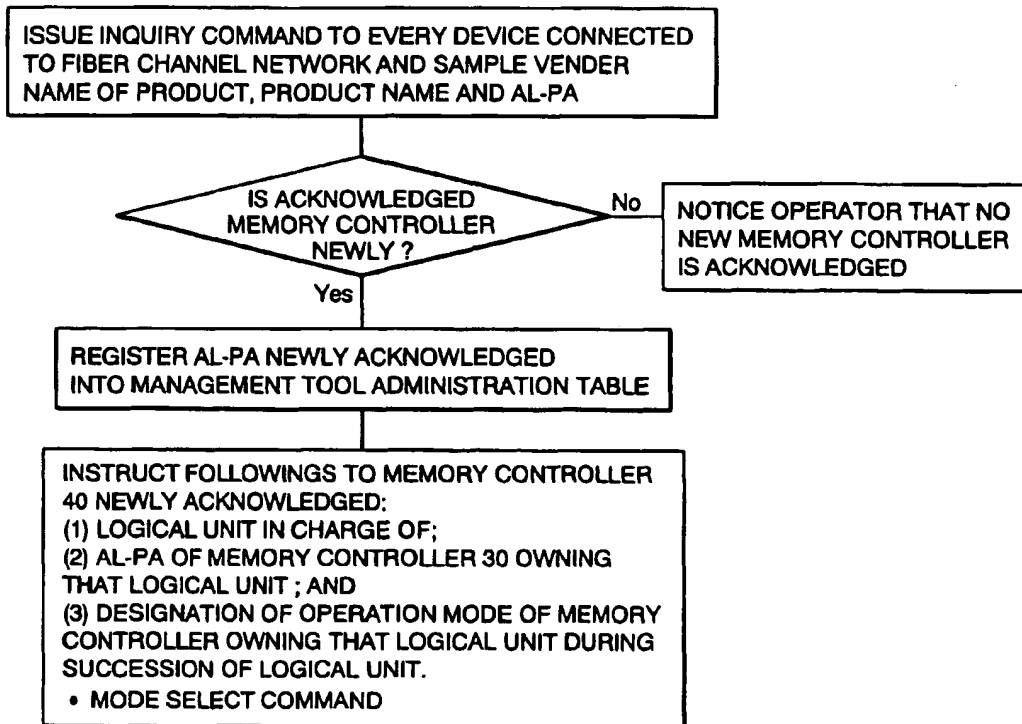 ISSUE INQUIRY COMMAND TO EVERY DEVICE CONNECTED
TO FIBER CHANNEL NETWORK AND SAMPLE VENDER
NAME OF PRODUCT, PRODUCT NAME AND AL-PA
IS ACKNOWLEDGED
MEMORY CONTROLLER
NEWLY ?
No
NOTICE OPERATOR THAT NO
NEW MEMORY CONTROLLER
IS ACKNOWLEDGED
Yes
REGISTER AL-PA NEWLY ACKNOWLEDGED
INTO MANAGEMENT TOOL ADMINISTRATION TABLE
INSTRUCT FOLLOWINGS TO MEMORY CONTROLLER
40 NEWLY ACKNOWLEDGED:
(1) LOGICAL UNIT IN CHARGE OF;
(2) AL-PA OF MEMORY CONTROLLER 30 OWNING
THAT LOGICAL UNIT ; AND
(3) DESIGNATION OF OPERATION MODE OF MEMORY
CONTROLLER OWNING THAT LOGICAL UNIT DURING
SUCCESSION OF LOGICAL UNIT.
• MODE SELECT COMMAND